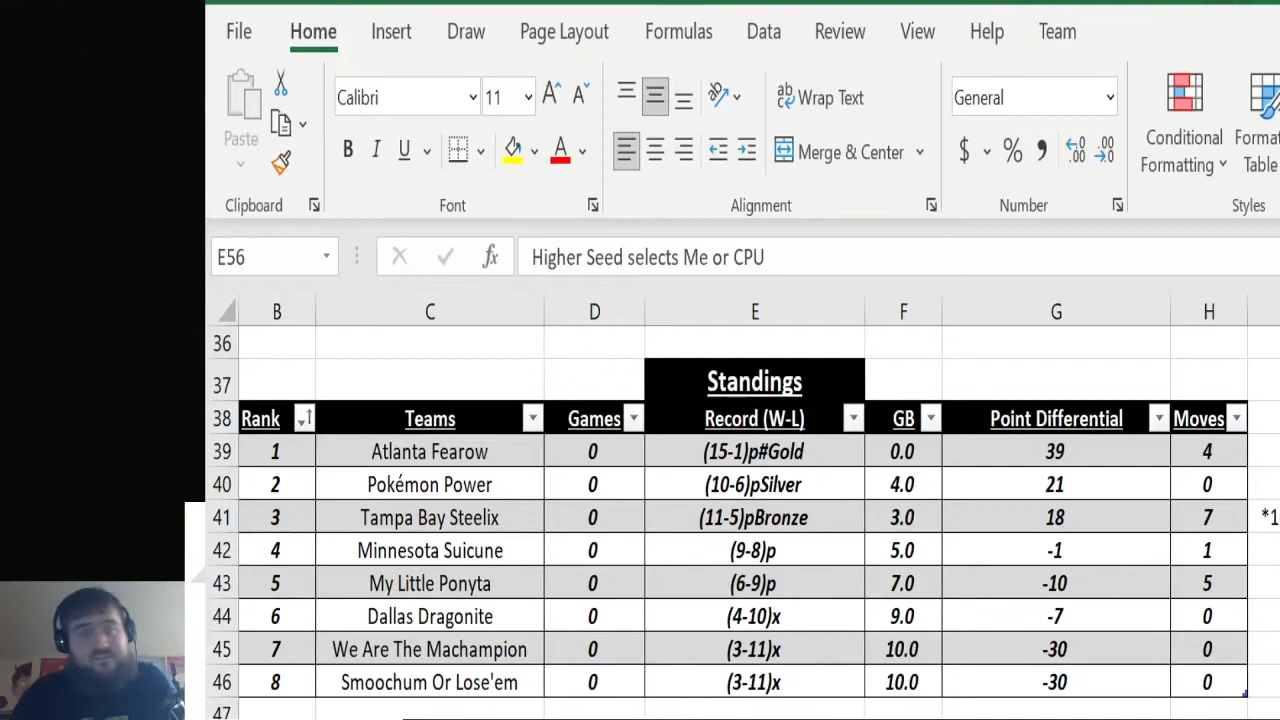 File Home Insert Draw Page Layout Formulas Data Review View Help Team
Calibri 11 Wrap Text General
Paste B I U A Merge & Center $ % Conditional Formatting Table
Clipboard Font Alignment Number Styles
E56 fx Higher Seed selects Me or CPU
B C D E F G H
36
37 Standings
38 Rank Teams Games Record (W-L) GB Point Differential Moves
39 1 Atlanta Fearow 0 (15-1)p#Gold 0.0 39 4
40 2 Pokémon Power 0 (10-6)pSilver 4.0 21 0
41 3 Tampa Bay Steelix 0 (11-5)pBronze 3.0 18 7 *1
42 4 Minnesota Suicune 0 (9-8)p 5.0 -1 1
43 5 My Little Ponyta 0 (6-9)p 7.0 -10 5
44 6 Dallas Dragonite 0 (4-10)x 9.0 -7 0
45 7 We Are The Machampion 0 (3-11)x 10.0 -30 0
46 8 Smoochum Or Lose'em 0 (3-11)x 10.0 -30 0
47